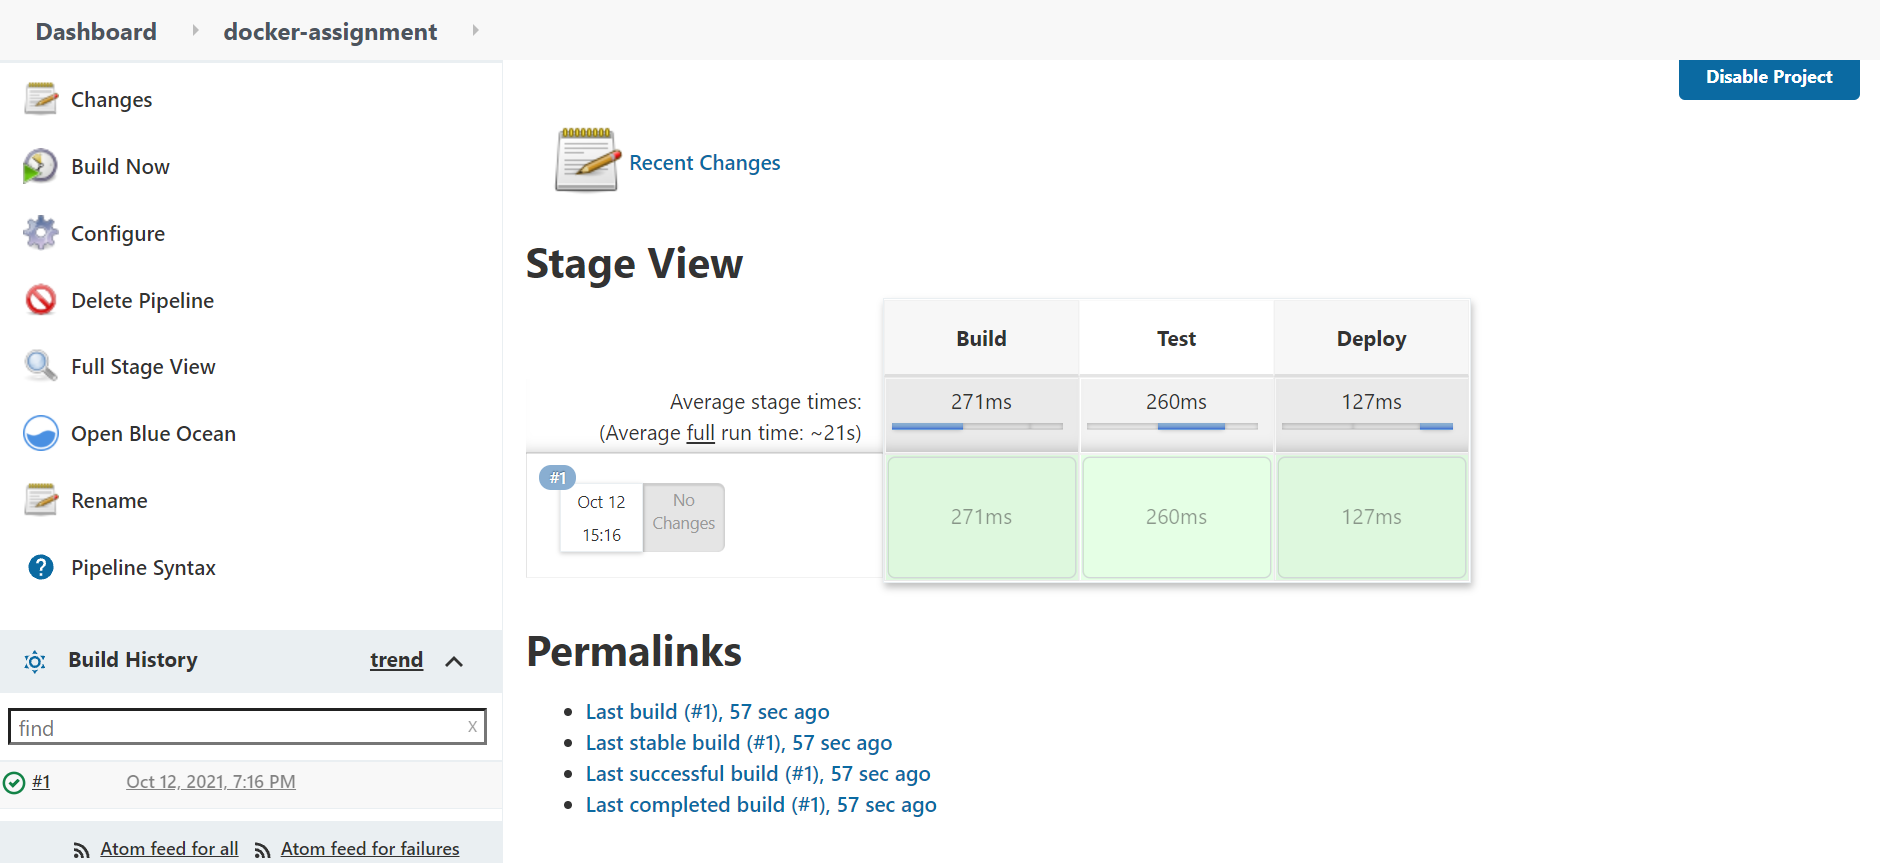 Dashboard docker-assignment
Disable Project
Changes
Build Now
Configure
Delete Pipeline
Full Stage View
Open Blue Ocean
Rename
Pipeline Syntax
Build History trend
find x
#1 Oct 12, 2021, 7:16 PM
Atom feed for all Atom feed for failures
Recent Changes
Stage View
Build Test Deploy
Average stage times: 271ms 260ms 127ms
(Average full run time: ~21s)
#1
Oct 12
15:16
No
Changes
271ms 260ms 127ms
Permalinks
Last build (#1), 57 sec ago
Last stable build (#1), 57 sec ago
Last successful build (#1), 57 sec ago
Last completed build (#1), 57 sec ago